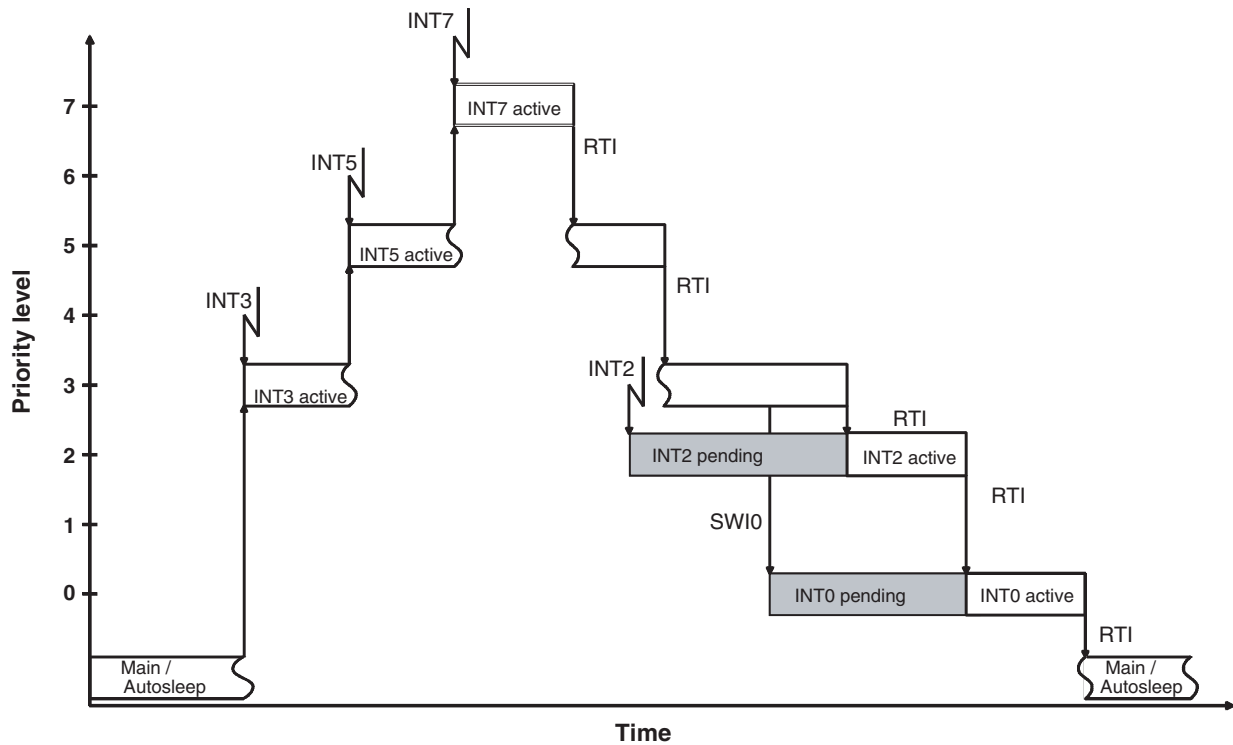 INT7
7
INT7 active
RTI
INT5
6
5
INT5 active
RTI
INT3
4
Priority level
INT2
3
INT3 active
RTI
2
INT2 pending
INT2 active
RTI
1
SWI0
0
INT0 pending
INT0 active
RTI
Main /
Autosleep
Main /
Autosleep
Time